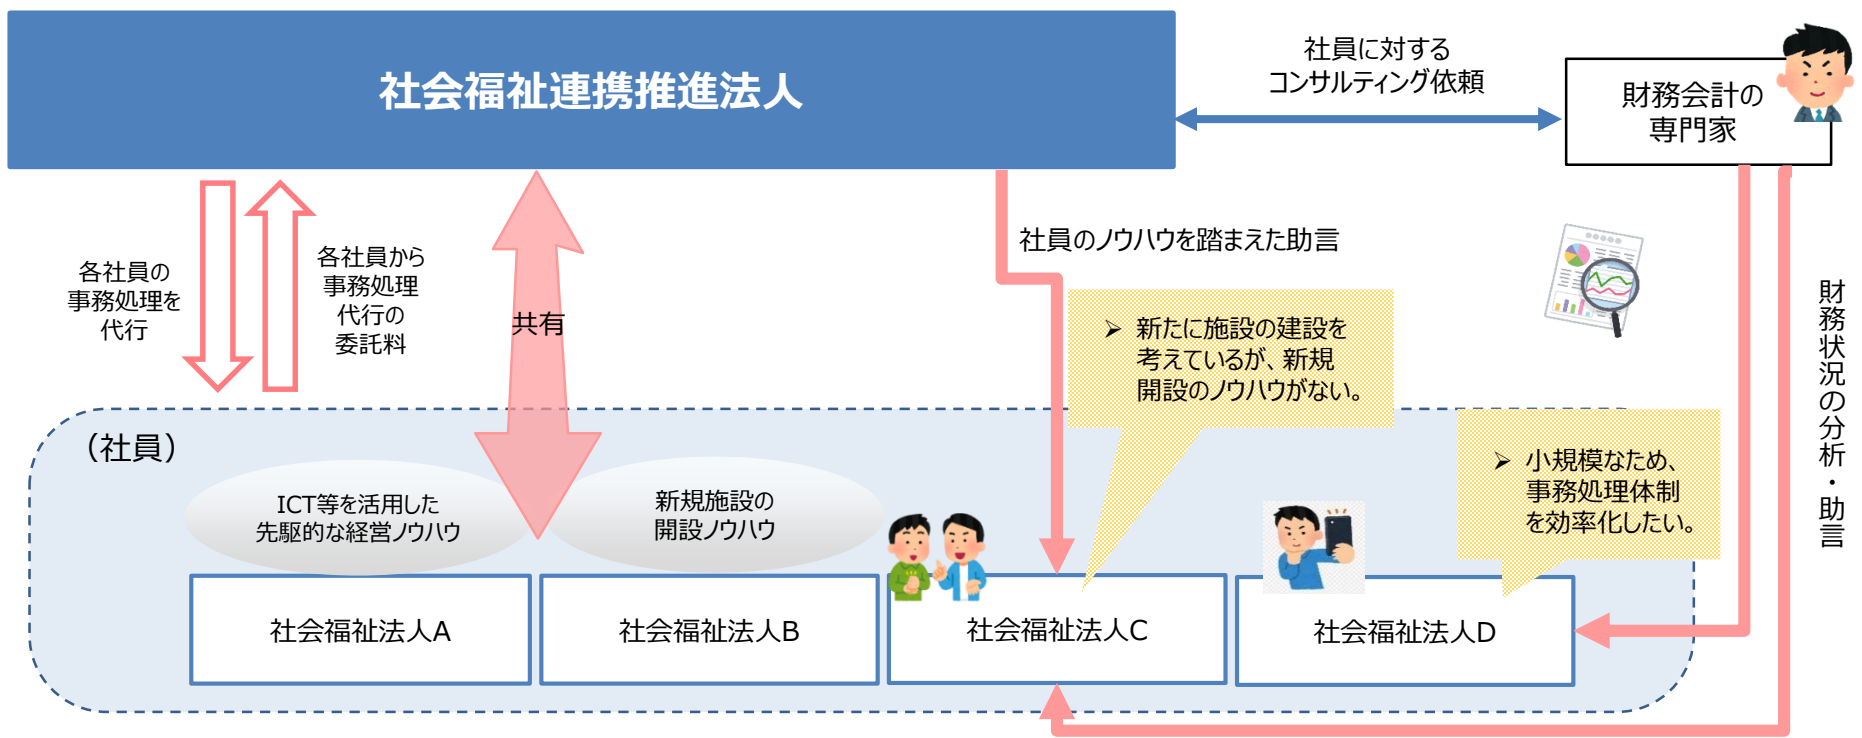 社会福祉連携推進法人
社員に対する
コンサルティング依頼
財務会計の
専門家
各社員の
事務処理を
代行
各社員から
事務処理
代行の
委託料
共有
社員のノウハウを踏まえた助言
➢ 新たに施設の建設を
考えているが、新規
開設のノウハウがない。
財務状況の分析・助言
（社員）
ICT等を活用した
先駆的な経営ノウハウ
新規施設の
開設ノウハウ
➢ 小規模なため、
事務処理体制
を効率化したい。
社会福祉法人A
社会福祉法人B
社会福祉法人C
社会福祉法人D